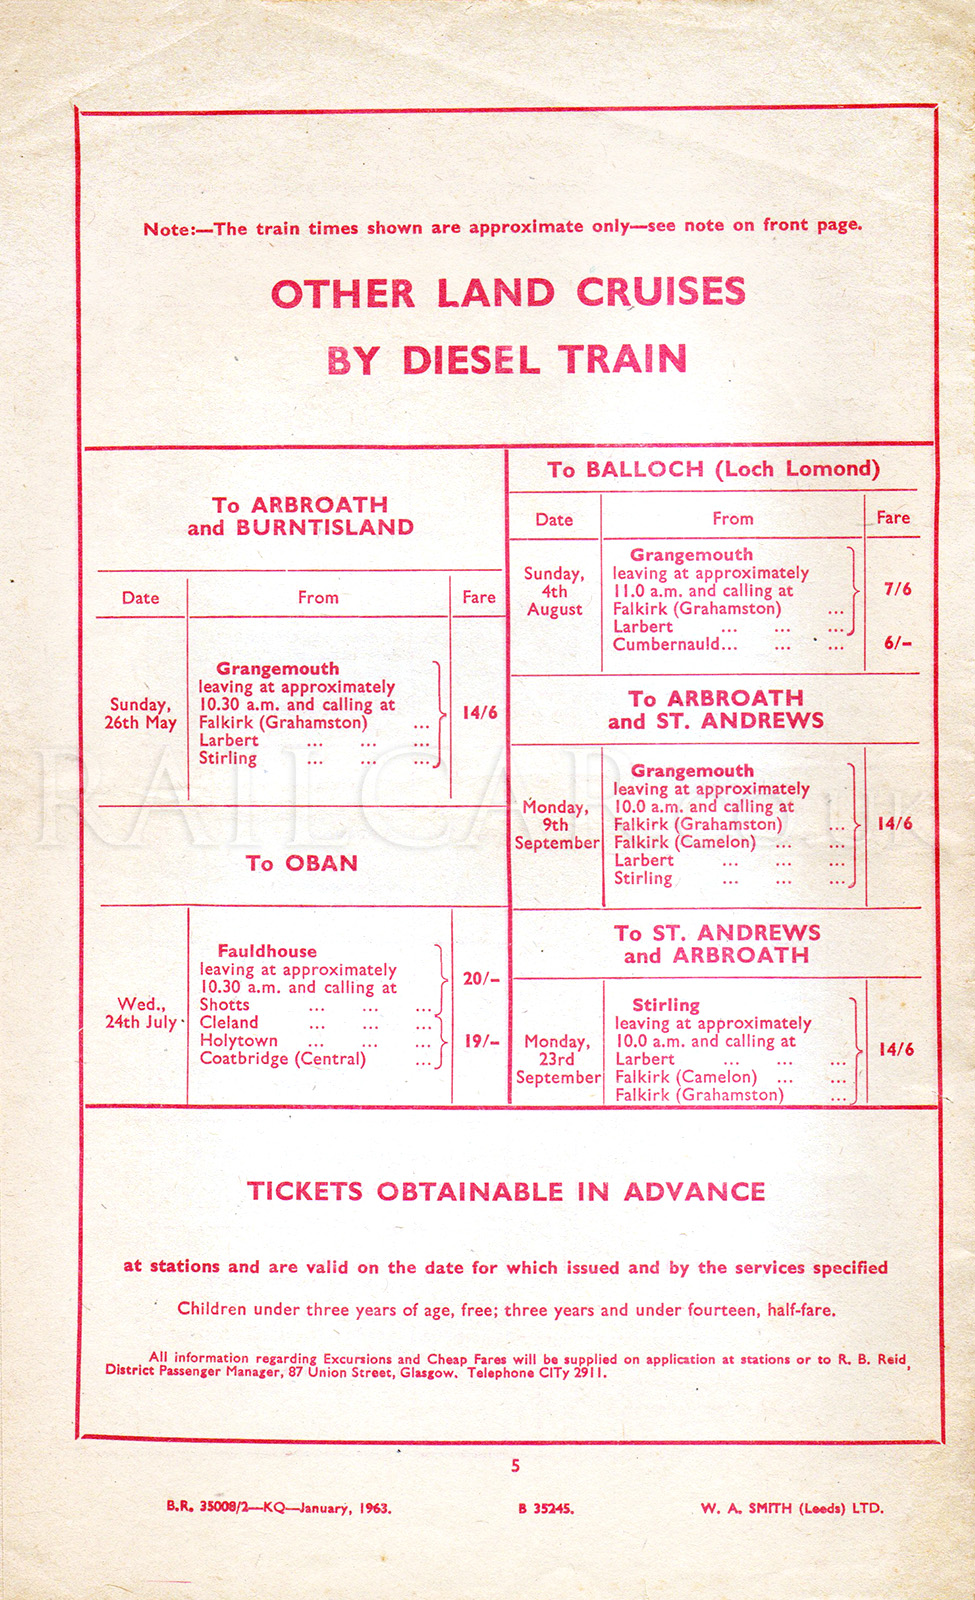 Note:—The train times shown are approximate only—see note on front page.
OTHER LAND CRUISES
BY DIESEL TRAIN
To ARBROATH
and BURNTISLAND
Date From Fare
Sunday,
26th May
Grangemouth
leaving at approximately
10.30 a.m. and calling at
Falkirk (Grahamston) ...
Larbert ... ... ...
Stirling ... ... ...
14/6
To OBAN
Wed.,
24th July
Fauldhouse
leaving at approximately
10.30 a.m. and calling at
Shotts ... ... ...
20/-
Cleland ... ... ...
Holytown ... ... ...
Coatbridge (Central) ...
19/-
To BALLOCH (Loch Lomond)
Date From Fare
Sunday,
4th
August
Grangemouth
leaving at approximately
11.0 a.m. and calling at
Falkirk (Grahamston) ...
Larbert ... ... ...
7/6
Cumbernauld... ... ... 6/-
To ARBROATH
and ST. ANDREWS
Monday,
9th
September
Grangemouth
leaving at approximately
10.0 a.m. and calling at
Falkirk (Grahamston) ...
Falkirk (Camelon) ... ...
Larbert ... ... ...
Stirling ... ... ...
14/6
To ST. ANDREWS
and ARBROATH
Monday,
23rd
September
Stirling
leaving at approximately
10.0 a.m. and calling at
Larbert ... ... ...
Falkirk (Camelon) ... ...
Falkirk (Grahamston) ...
14/6
TICKETS OBTAINABLE IN ADVANCE
at stations and are valid on the date for which issued and by the services specified
Children under three years of age, free; three years and under fourteen, half-fare.
All information regarding Excursions and Cheap Fares will be supplied on application at stations or to R. B. Reid,
District Passenger Manager, 87 Union Street, Glasgow. Telephone CITy 2911.
5
B.R. 35008/2—KQ—January, 1963. B 35245. W. A. SMITH (Leeds) LTD.
RAILCAR.co.uk